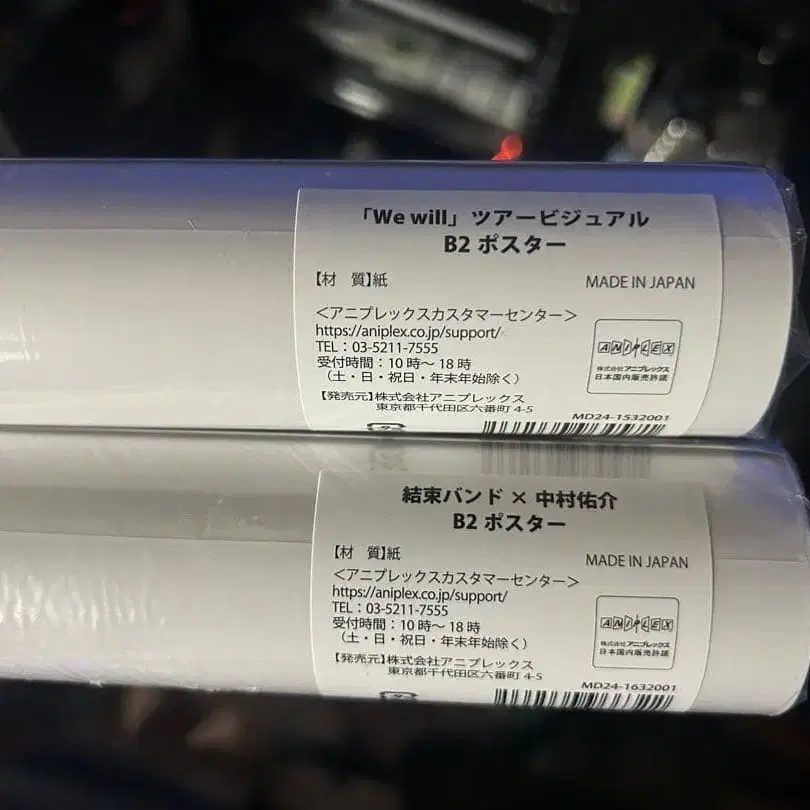 「We will」ツアービジュアル
B2 ポスター
【材　質】紙
MADE IN JAPAN
＜アニプレックスカスタマーセンター＞
https://aniplex.co.jp/support/
TEL：03-5211-7555
受付時間：10時～18時
（土・日・祝日・年末年始除く）
ANIPLEX
株式会社アニプレックス
日本国内販売許諾
【発売元】株式会社アニプレックス
東京都千代田区六番町 4-5
MD24-1532001
結束バンド × 中村佑介
B2 ポスター
【材　質】紙
MADE IN JAPAN
＜アニプレックスカスタマーセンター＞
https://aniplex.co.jp/support/
TEL：03-5211-7555
受付時間：10時～18時
（土・日・祝日・年末年始除く）
ANIPLEX
株式会社アニプレックス
日本国内販売許諾
【発売元】株式会社アニプレックス
東京都千代田区六番町 4-5
MD24-1632001